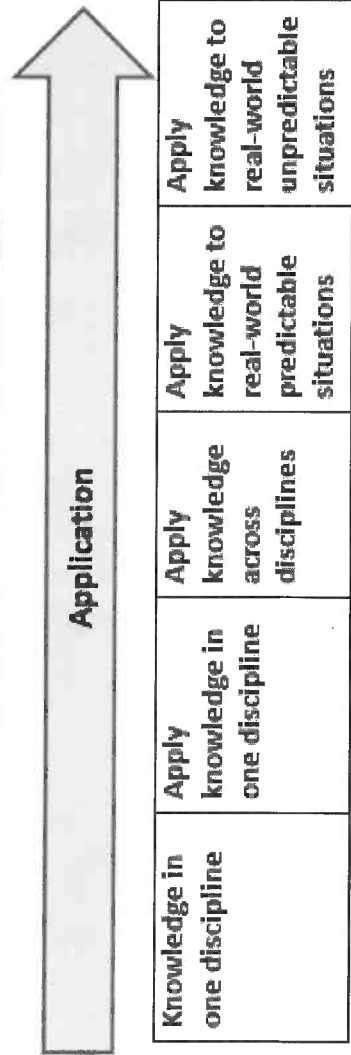 Application
Knowledge in
one discipline
Apply
knowledge in
one discipline
Apply
knowledge
across
disciplines
Apply
knowledge to
real-world
predictable
situations
Apply
knowledge to
real-world
unpredictable
situations